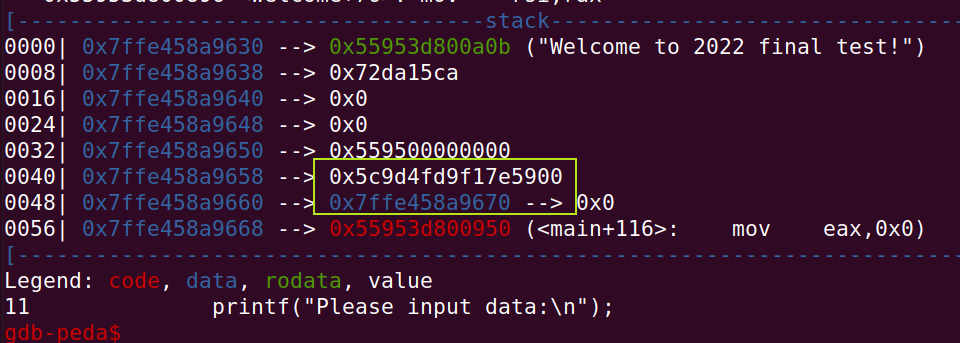 [------------------------------------stack-------------------------------------
0000| 0x7ffe458a9630 --> 0x55953d800a0b ("Welcome to 2022 final test!")
0008| 0x7ffe458a9638 --> 0x72da15ca
0016| 0x7ffe458a9640 --> 0x0
0024| 0x7ffe458a9648 --> 0x0
0032| 0x7ffe458a9650 --> 0x559500000000
0040| 0x7ffe458a9658 --> 0x5c9d4fd9f17e5900
0048| 0x7ffe458a9660 --> 0x7ffe458a9670 --> 0x0
0056| 0x7ffe458a9668 --> 0x55953d800950 (<main+116>: mov eax,0x0)
[------------------------------------------------------------------------------
Legend: code, data, rodata, value
11 printf("Please input data:\n");
gdb-peda$